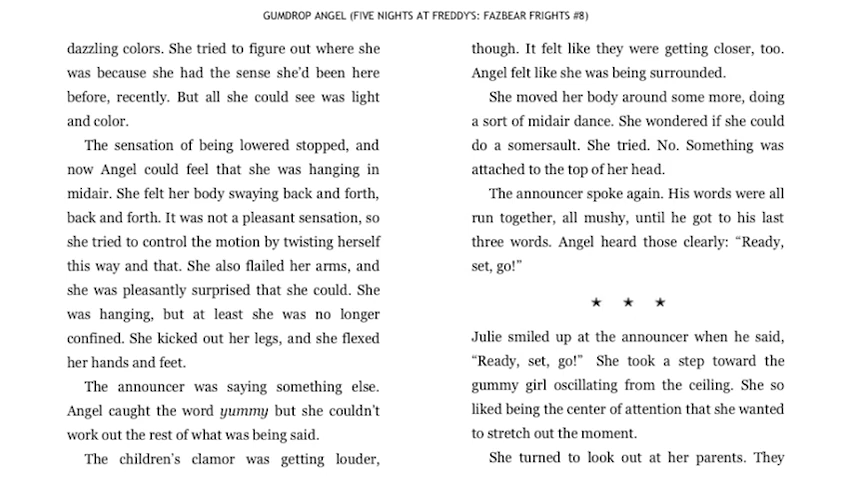 GUMDROP ANGEL (FIVE NIGHTS AT FREDDY'S: FAZBEAR FRIGHTS #8)
dazzling colors. She tried to figure out where she
was because she had the sense she'd been here
before, recently. But all she could see was light
and color.
The sensation of being lowered stopped, and
now Angel could feel that she was hanging in
midair. She felt her body swaying back and forth,
back and forth. It was not a pleasant sensation, so
she tried to control the motion by twisting herself
this way and that. She also flailed her arms, and
she was pleasantly surprised that she could. She
was hanging, but at least she was no longer
confined. She kicked out her legs, and she flexed
her hands and feet.
The announcer was saying something else.
Angel caught the word yummy but she couldn't
work out the rest of what was being said.
The children's clamor was getting louder,
though. It felt like they were getting closer, too.
Angel felt like she was being surrounded.
She moved her body around some more, doing
a sort of midair dance. She wondered if she could
do a somersault. She tried. No. Something was
attached to the top of her head.
The announcer spoke again. His words were all
run together, all mushy, until he got to his last
three words. Angel heard those clearly: “Ready,
set, go!”
★ ★ ★
Julie smiled up at the announcer when he said,
“Ready, set, go!” She took a step toward the
gummy girl oscillating from the ceiling. She so
liked being the center of attention that she wanted
to stretch out the moment.
She turned to look out at her parents. They